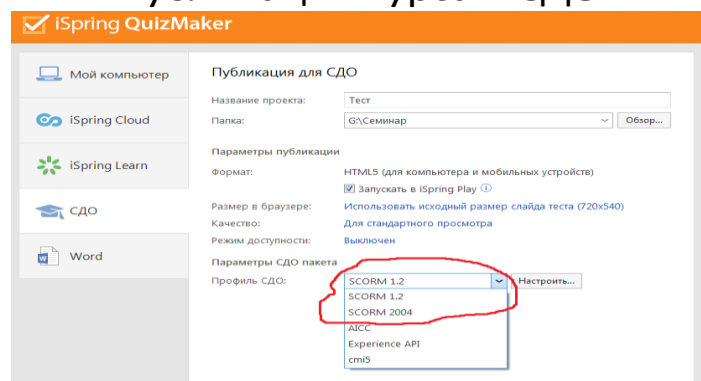 iSpring QuizMaker
Мой компьютер
iSpring Cloud
iSpring Learn
СДО
Word
Публикация для СДО
Название проекта: Тест
Папка: G:\Семинар Обзор...
Параметры публикации
Формат: HTML5 (для компьютера и мобильных устройств)
Запускать в iSpring Play
Размер в браузере: Использовать исходный размер слайда теста (720x540)
Качество: Для стандартного просмотра
Режим доступности: Выключен
Параметры СДО пакета
Профиль СДО: SCORM 1.2 Настроить...
SCORM 1.2
SCORM 2004
AICC
Experience API
cmi5